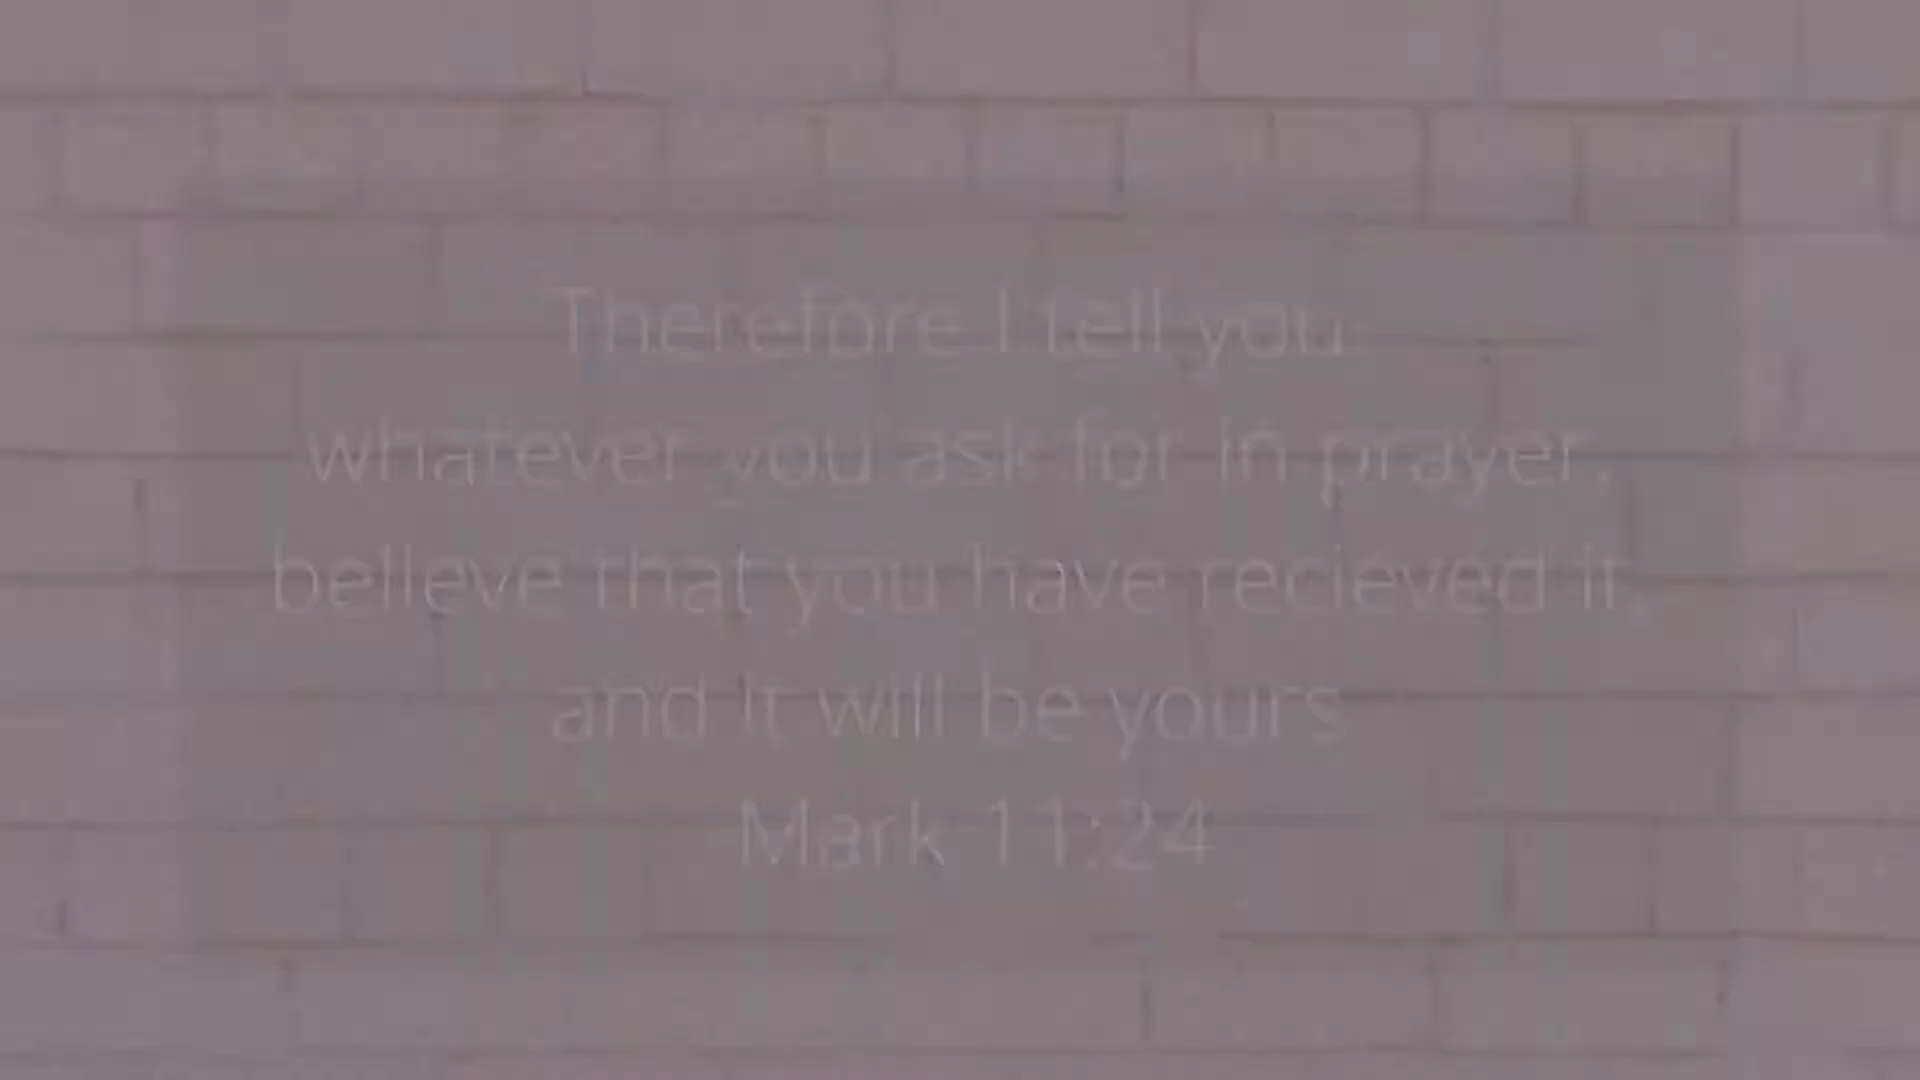 Therefore I tell you
whatever you ask for in prayer,
believe that you have recieved it,
and it will be yours
Mark 11:24